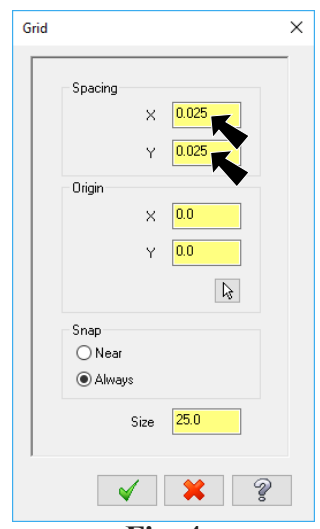 Grid
Spacing
X 0.025
Y 0.025
Origin
X 0.0
Y 0.0
Snap
Near
Always
Size 25.0